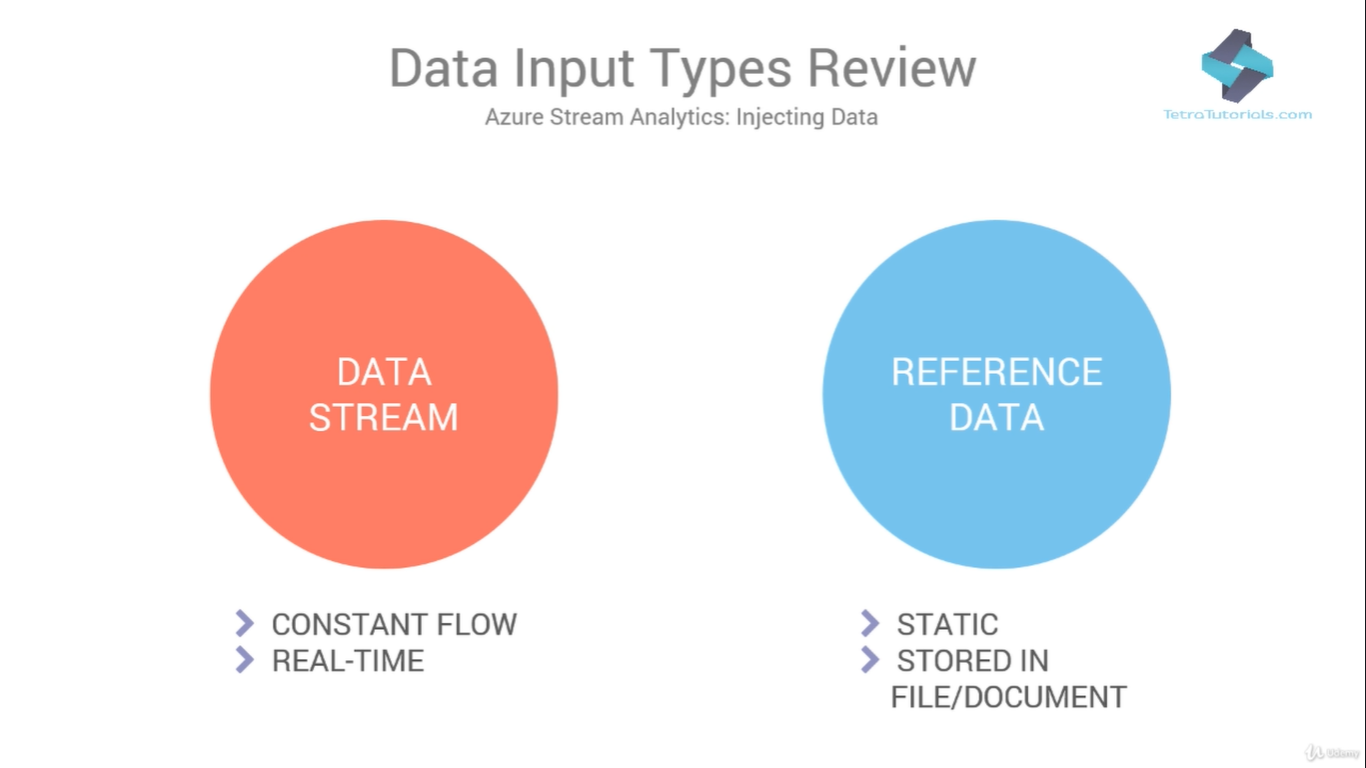 Data Input Types Review
Azure Stream Analytics: Injecting Data
TetraTutorials.com
DATA
STREAM
REFERENCE
DATA
CONSTANT FLOW
REAL-TIME
STATIC
STORED IN
FILE/DOCUMENT
Udemy